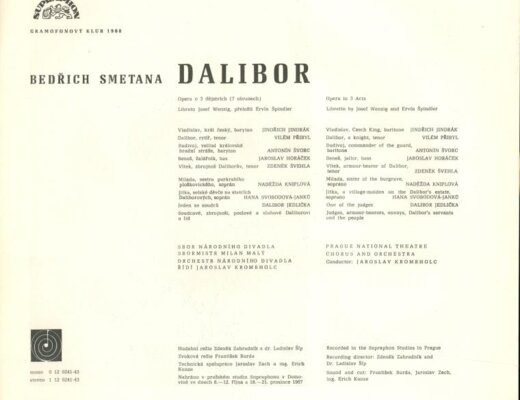 SUPRAPHON
GRAMOFONOVÝ KLUB 1968
BEDŘICH SMETANA DALIBOR
Opera o 3 dějstvích (7 obrazech)
Libreto Josef Wenzig, přeložil Ervín Špindler
Vladislav, král český, baryton JINDŘICH JINDRÁK
Dalibor, rytíř, tenor VILÉM PŘIBYL
Budivoj, velitel královské
hradní stráže, baryton ANTONÍN ŠVORC
Beneš, žalářník, bas JAROSLAV HORÁČEK
Vítek, zbrojnoš Daliborův, tenor ZDENĚK ŠVEHLA
Milada, sestra purkrabího
ploškovického, soprán NADĚŽDA KNIPLOVÁ
Jitka, selské děvče na statcích
Daliborových, soprán HANA SVOBODOVÁ-JANKŮ
Jeden ze soudců DALIBOR JEDLIČKA
Soudcové, zbrojnoši, poslové a sluhové Daliborovi
a lid
SBOR NÁRODNÍHO DIVADLA
SBORMISTR MILAN MALÝ
ORCHESTR NÁRODNÍHO DIVADLA
ŘÍDÍ JAROSLAV KROMBHOLC
Hudební režie Zdeněk Zahradník a dr. Ladislav Šíp
Zvuková režie František Burda
Technická spolupráce Jaroslav Zach a ing. Erich
Kunze
Nahráno v pražském studiu Supraphonu v Domo-
vině ve dnech 6.—12. října a 18.—21. prosince 1967
Opera in 3 Acts
Libretto by Josef Wenzig and Ervín Špindler
Vladislav, Czech King, baritone JINDŘICH JINDRÁK
Dalibor, a knight, tenor VILÉM PŘIBYL
Budivoj, commander of the guard,
baritone ANTONÍN ŠVORC
Beneš, jailor, bass JAROSLAV HORÁČEK
Vítek, armour-bearer of Dalibor,
tenor ZDENĚK ŠVEHLA
Milada, sister of the burgrave,
soprano NADĚŽDA KNIPLOVÁ
Jitka, a village-maiden on the Dalibor's estate,
soprano HANA SVOBODOVÁ-JANKŮ
One of the judges DALIBOR JEDLIČKA
Judges, armour-bearers, envoys, Dalibor's servants
and the people
PRAGUE NATIONAL THEATRE
CHORUS AND ORCHESTRA
Conductor: JAROSLAV KROMBHOLC
Recorded in the Supraphon Studios in Prague
Recording director: Zdeněk Zahradník and
Dr. Ladislav Šíp
Sound and cut: František Burda, Jaroslav Zach,
ing. Erich Kunze
mono 0 12 0241-43
stereo 1 12 0241-43